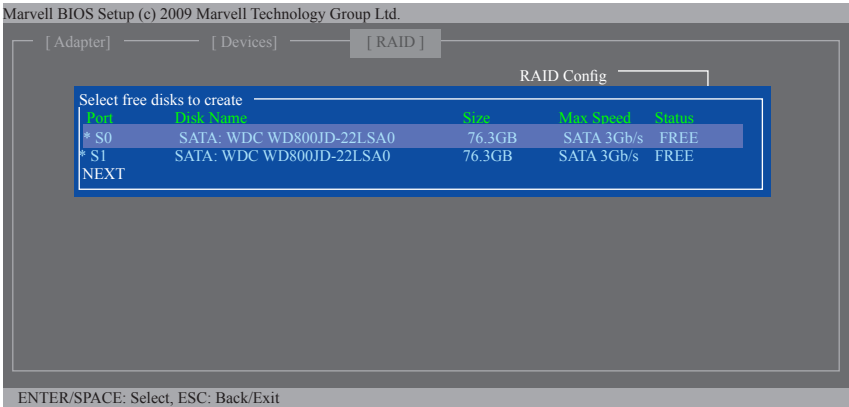 Marvell BIOS Setup (c) 2009 Marvell Technology Group Ltd.
[ Adapter] [ Devices] [ RAID ]
RAID Config
Select free disks to create
Port Disk Name Size Max Speed Status
* S0 SATA: WDC WD800JD-22LSA0 76.3GB SATA 3Gb/s FREE
* S1 SATA: WDC WD800JD-22LSA0 76.3GB SATA 3Gb/s FREE
NEXT
ENTER/SPACE: Select, ESC: Back/Exit